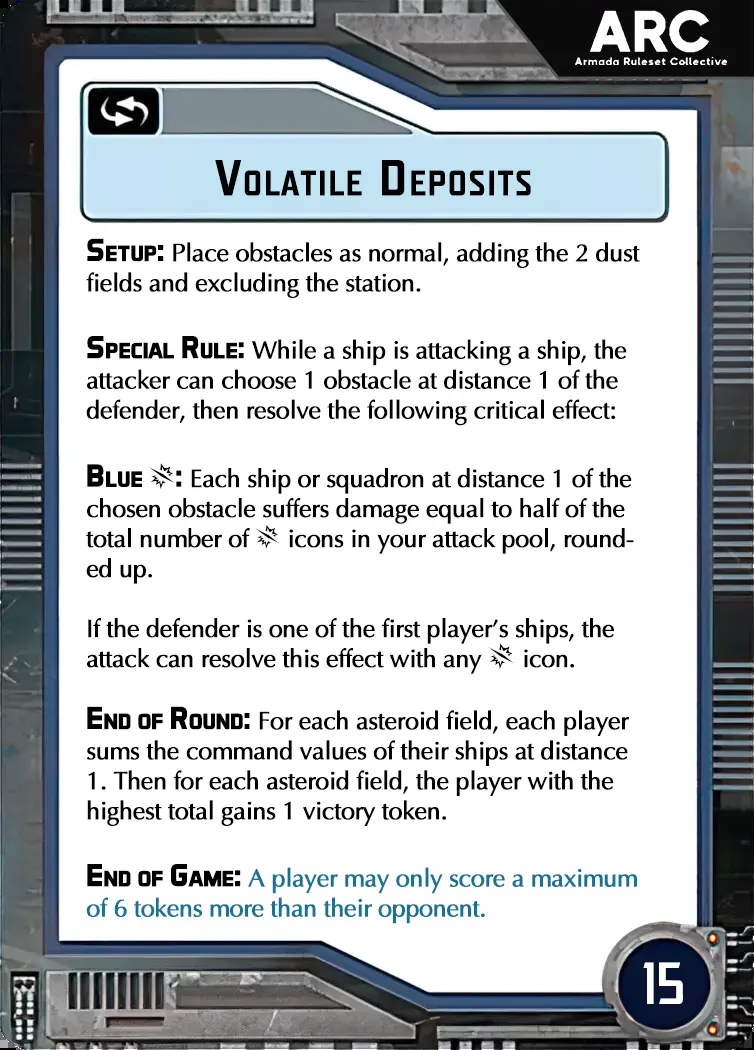 ARC
Armada Ruleset Collective
Volatile Deposits
Setup: Place obstacles as normal, adding the 2 dust
fields and excluding the station.
Special Rule: While a ship is attacking a ship, the
attacker can choose 1 obstacle at distance 1 of the
defender, then resolve the following critical effect:
Blue : Each ship or squadron at distance 1 of the
chosen obstacle suffers damage equal to half of the
total number of icons in your attack pool, round-
ed up.
If the defender is one of the first player’s ships, the
attack can resolve this effect with any icon.
End of Round: For each asteroid field, each player
sums the command values of their ships at distance
1. Then for each asteroid field, the player with the
highest total gains 1 victory token.
End of Game: A player may only score a maximum
of 6 tokens more than their opponent.
15